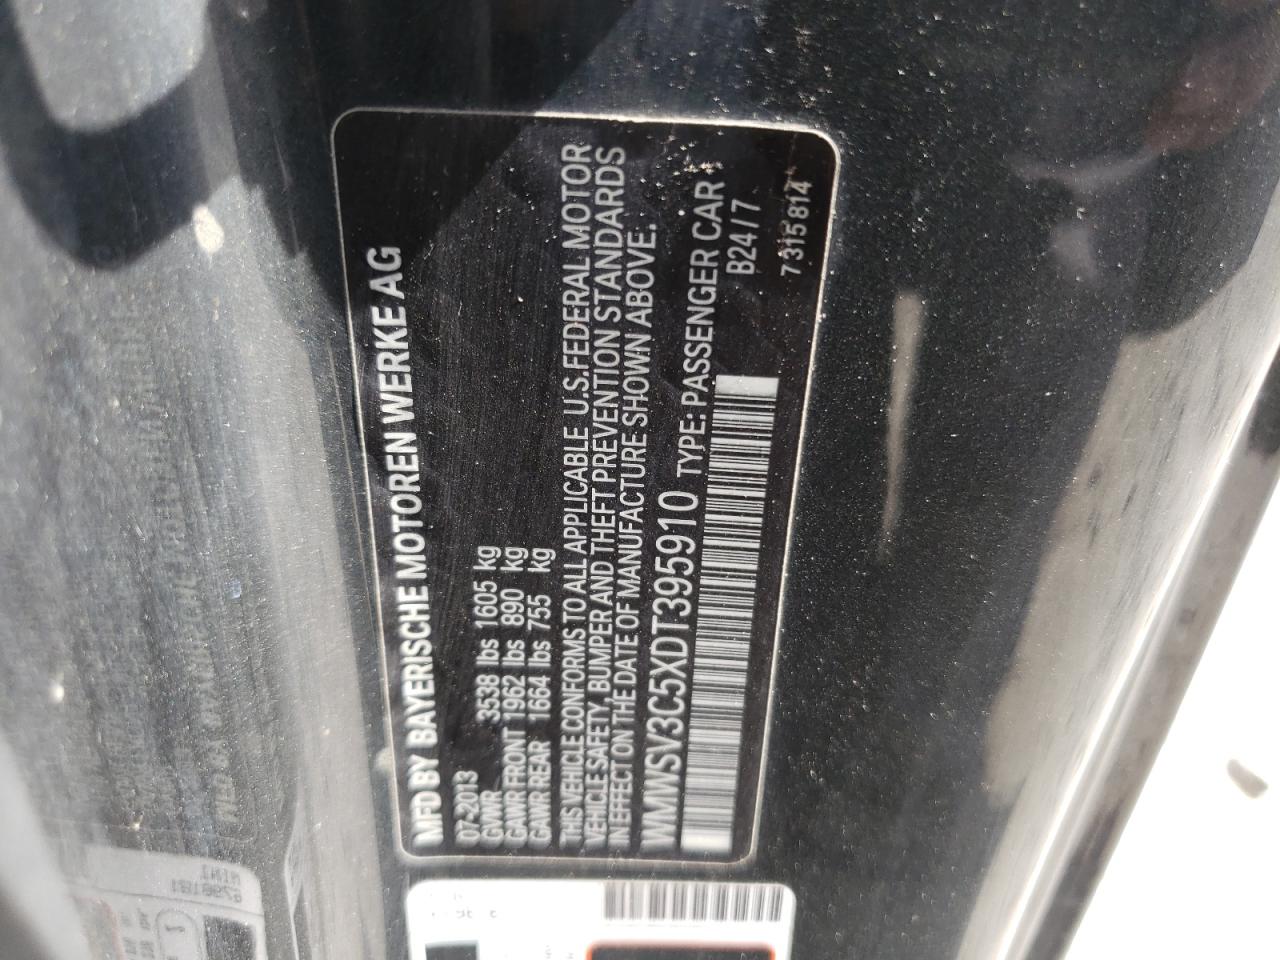 MFD BY BAYERISCHE MOTOREN WERKE AG
07-2013
GVWR 3538 lbs 1605 kg
GAWR FRONT 1962 lbs 890 kg
GAWR REAR 1664 lbs 755 kg
THIS VEHICLE CONFORMS TO ALL APPLICABLE U.S.FEDERAL MOTOR
VEHICLE SAFETY, BUMPER AND THEFT PREVENTION STANDARDS
IN EFFECT ON THE DATE OF MANUFACTURE SHOWN ABOVE.
WMWSV3C5XDT395910 TYPE: PASSENGER CAR
B24/7
7 315 814